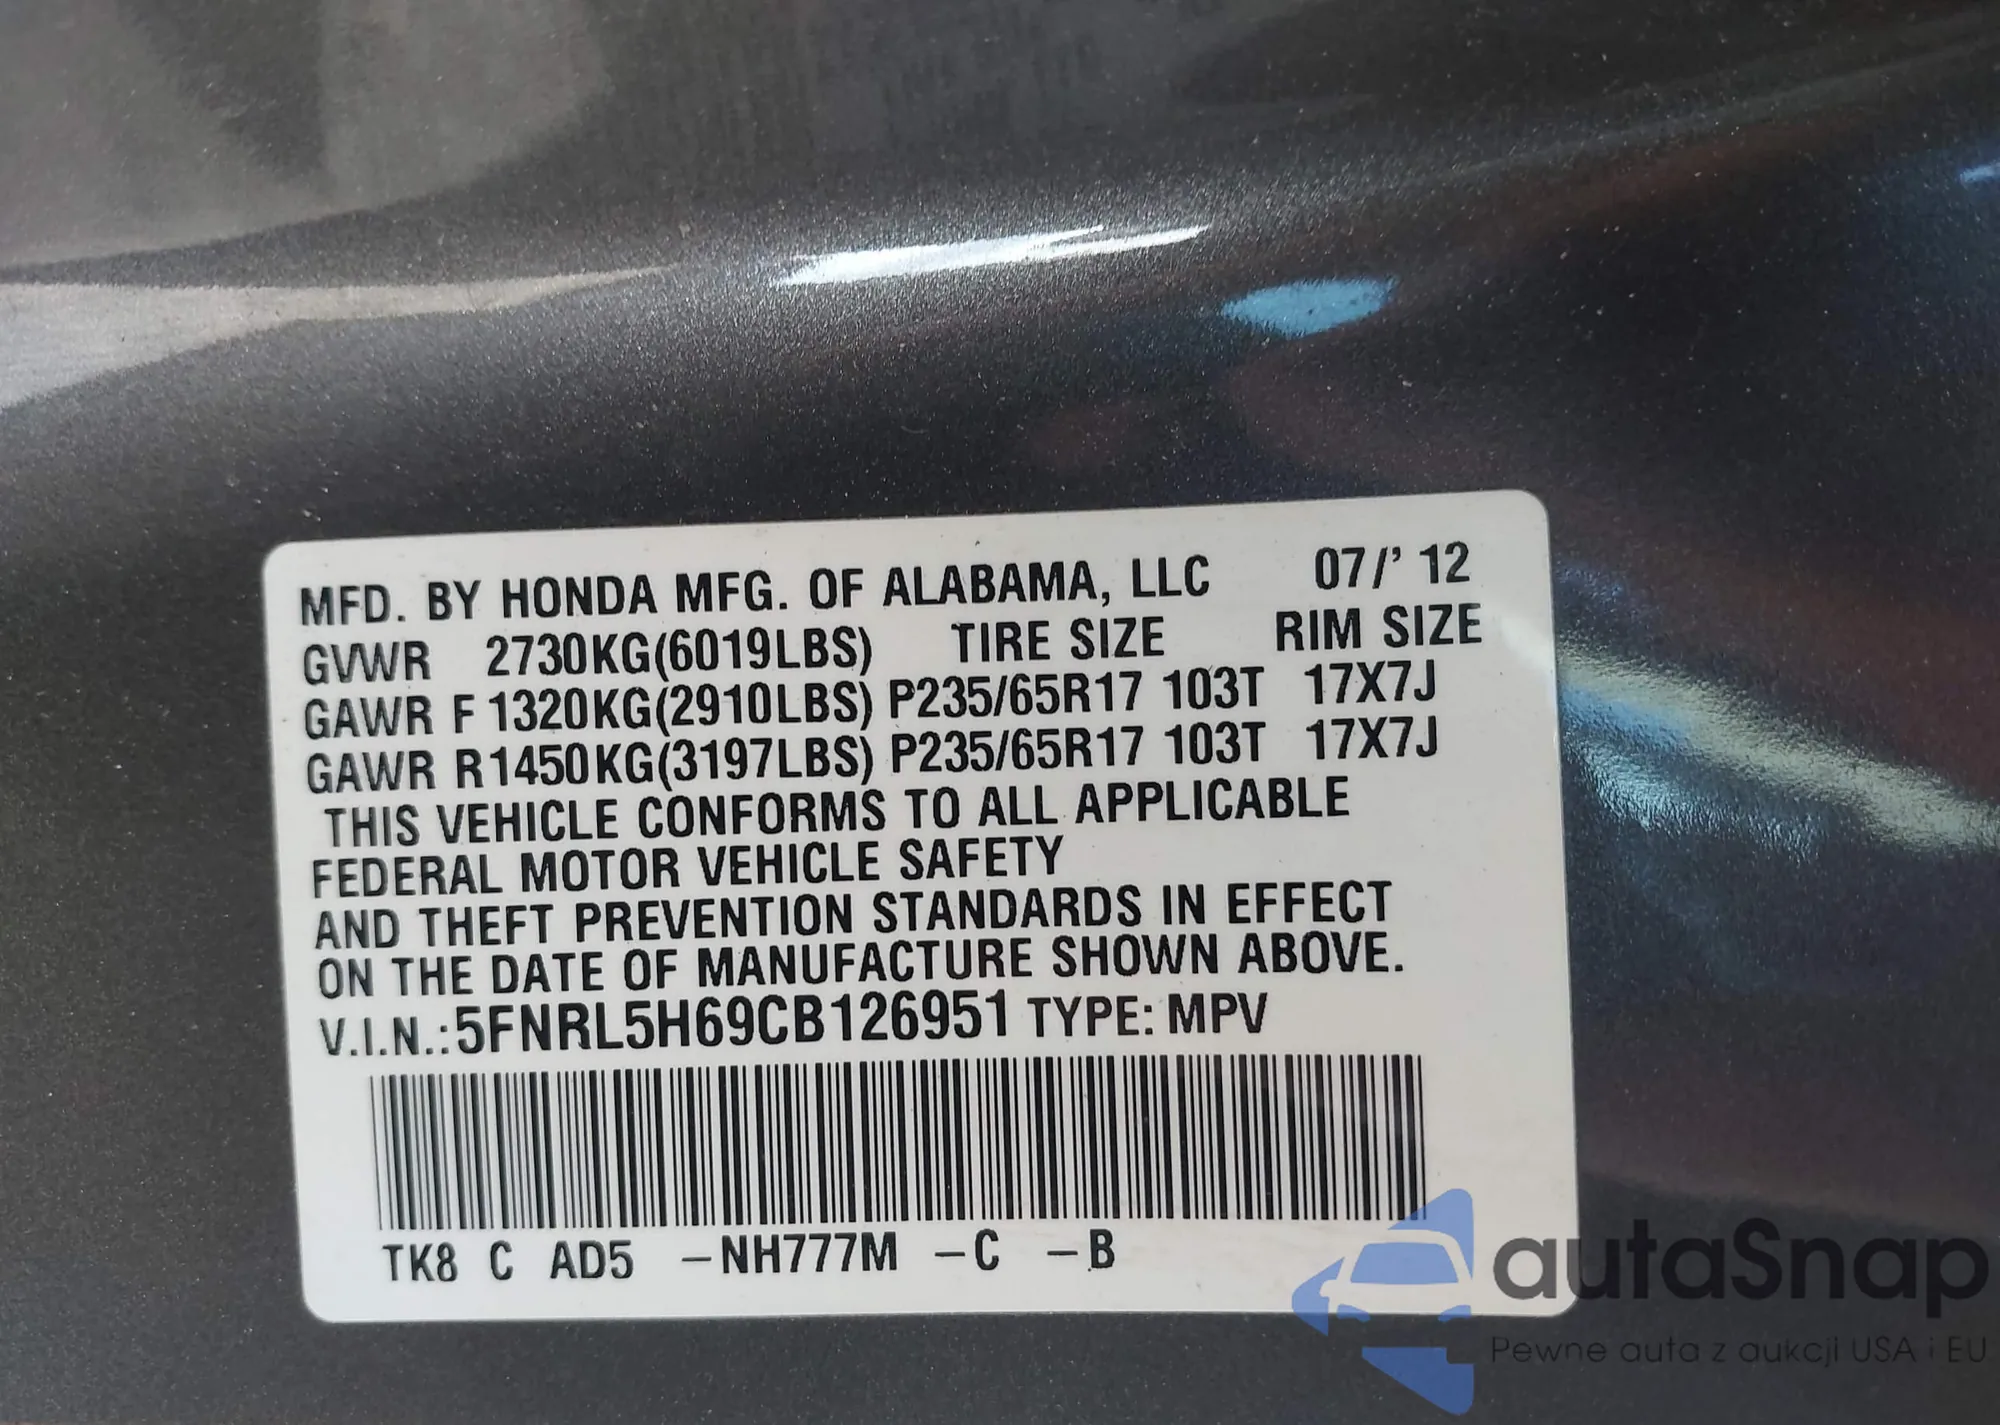 MFD. BY HONDA MFG. OF ALABAMA, LLC 07/' 12
GVWR 2730KG(6019LBS) TIRE SIZE RIM SIZE
GAWR F 1320KG(2910LBS) P235/65R17 103T 17X7J
GAWR R1450KG(3197LBS) P235/65R17 103T 17X7J
THIS VEHICLE CONFORMS TO ALL APPLICABLE
FEDERAL MOTOR VEHICLE SAFETY
AND THEFT PREVENTION STANDARDS IN EFFECT
ON THE DATE OF MANUFACTURE SHOWN ABOVE.
V.I.N.:5FNRL5H69CB126951 TYPE: MPV
TK8 C AD5 -NH777M -C -B
autaSnap
Pewne auta z aukcji USA i EU